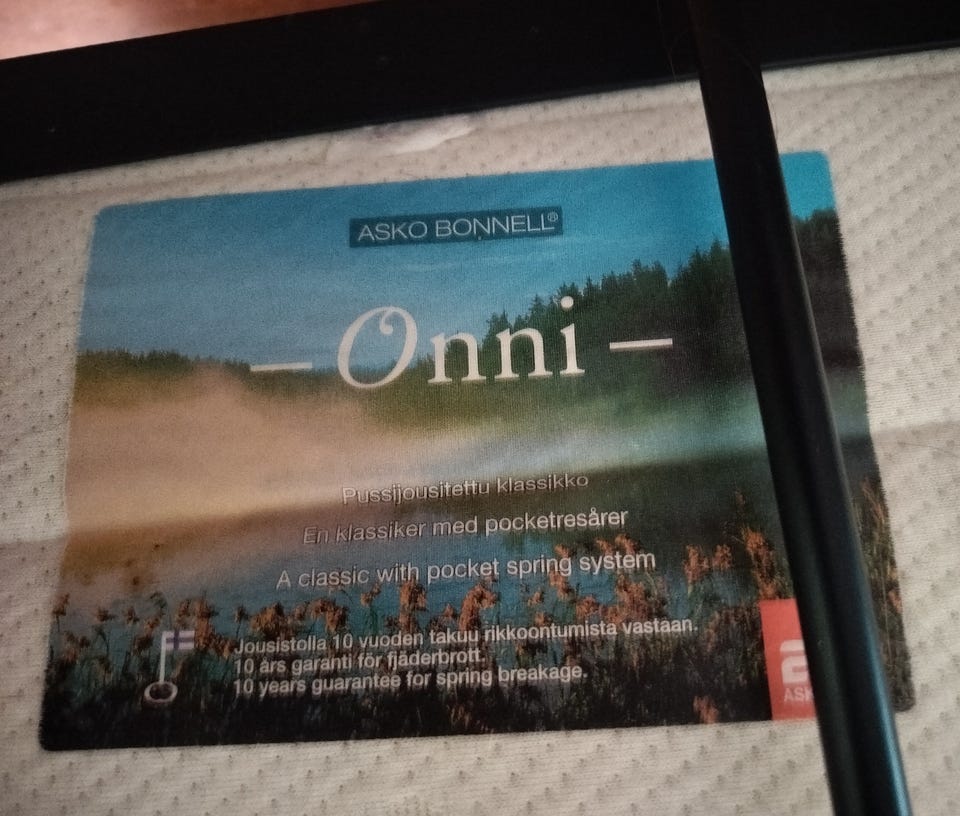 ASKO BONNELL®
– Onni –
Pussijousitettu klassikko
En klassiker med pocketresårer
A classic with pocket spring system
Jousistolla 10 vuoden takuu rikkoontumista vastaan.
10 års garanti för fjäderbrott.
10 years guarantee for spring breakage.